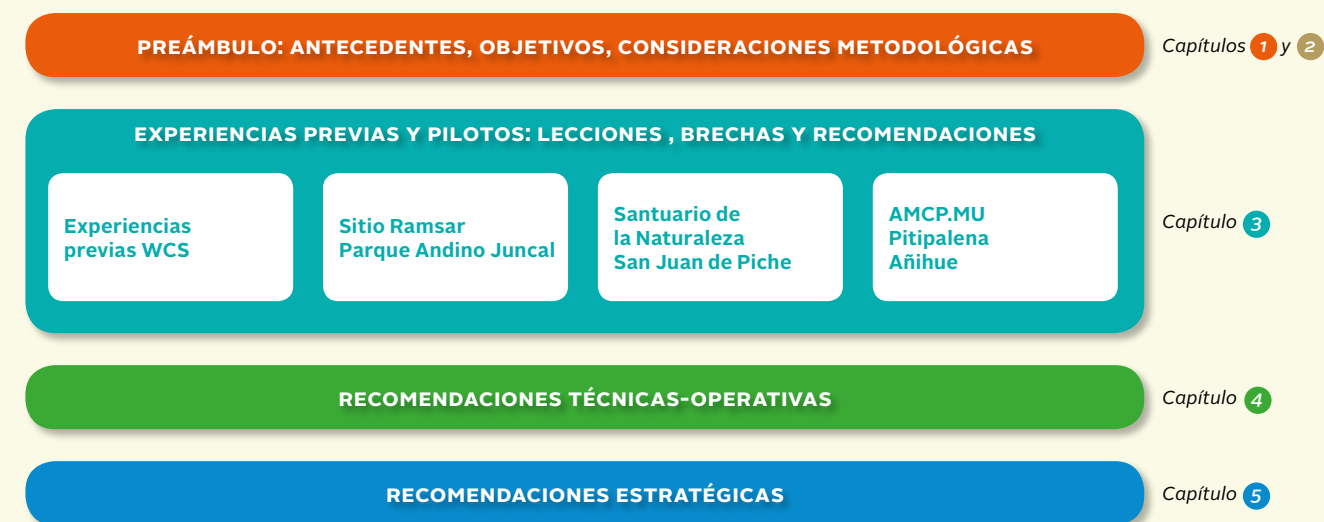 PREÁMBULO: ANTECEDENTES, OBJETIVOS, CONSIDERACIONES METODOLÓGICAS
Capítulos 1 y 2
EXPERIENCIAS PREVIAS Y PILOTOS: LECCIONES , BRECHAS Y RECOMENDACIONES
Experiencias
previas WCS
Sitio Ramsar
Parque Andino Juncal
Santuario de
la Naturaleza
San Juan de Piche
AMCP.MU
Pitipalena
Añihue
Capítulo 3
RECOMENDACIONES TÉCNICAS-OPERATIVAS
Capítulo 4
RECOMENDACIONES ESTRATÉGICAS
Capítulo 5